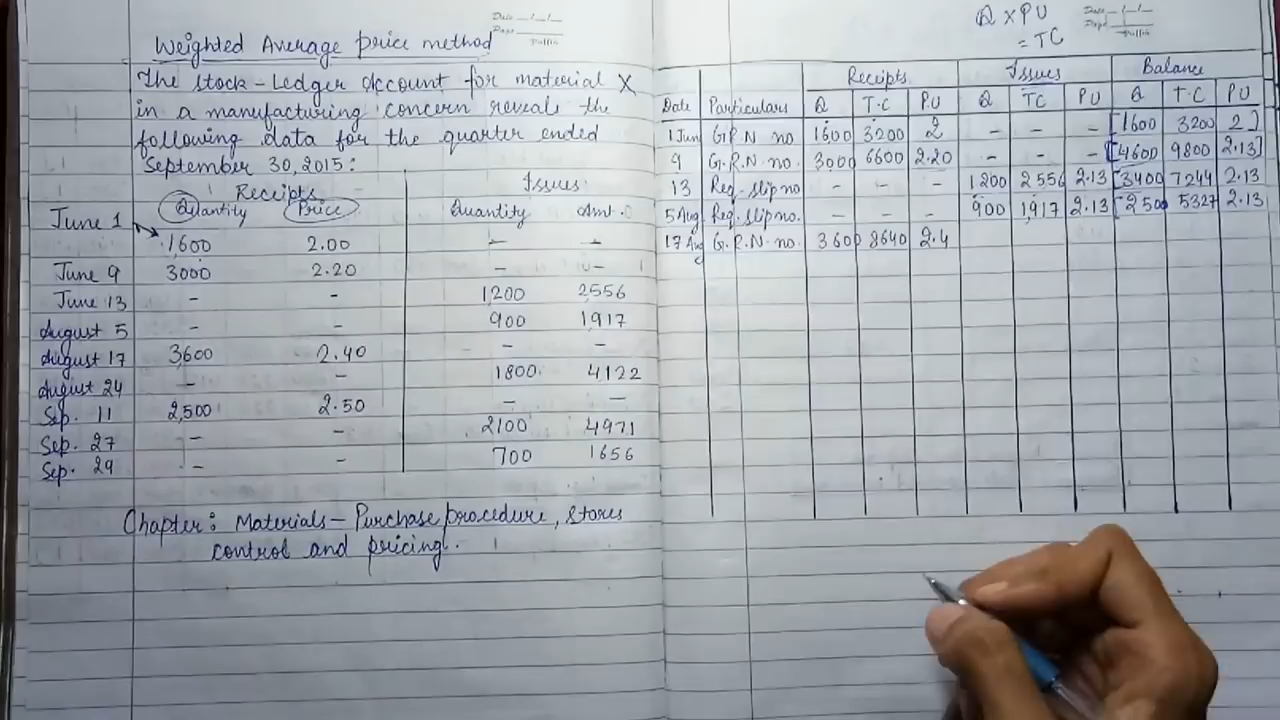 Weighted Average price method
The Stock-Ledger Account for material X
in a manufacturing concern reveals the
following data for the quarter ended
September 30, 2015:
Receipts Issues
Quantity Price Quantity Amt.
June 1 1600 2.00 - -
June 9 3000 2.20 - -
June 13 - - 1200 2556
August 5 - - 900 1917
August 17 3600 2.40 - -
August 24 - - 1800 4122
Sep. 11 2,500 2.50 - -
Sep. 27 - - 2100 4971
Sep. 29 - - 700 1656
Chapter: Materials - Purchase procedure, stores
control and pricing.
Q X PU
= TC
Receipts Issues Balance
Date Particulars Q T.C P.U Q TC PU Q T.C PU
1 Jun G.R.N no 1600 3200 2 - - - [1600 3200 2]
9 G.R.N. no. 3000 6600 2.20 - - - [4600 9800 2.13]
13 Req. slip no - - - 1200 2556 2.13 [3400 7244 2.13
5 Aug Req. slip no. - - - 900 1917 2.13 [2500 5327 2.13
17 Aug G.R.N. no. 3600 8640 2.4